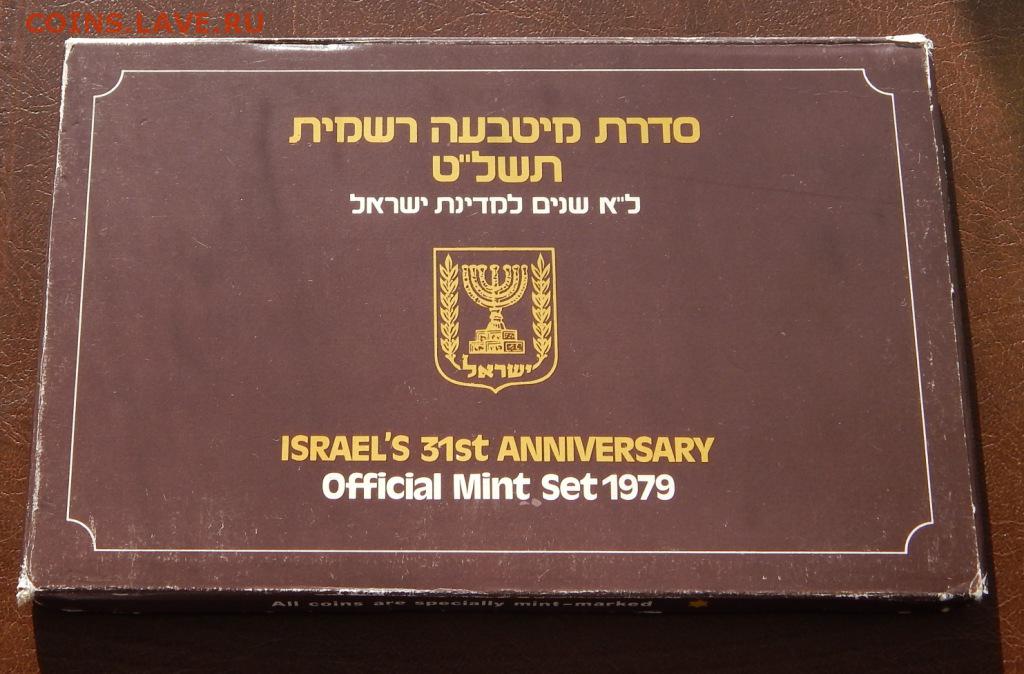 COINS.LAVE.RU
סדרת מיטבעה רשמית
תשל"ט
ל"א שנים למדינת ישראל
ישראל
ISRAEL'S 31st ANNIVERSARY
Official Mint Set 1979
All coins are specially mint-marked